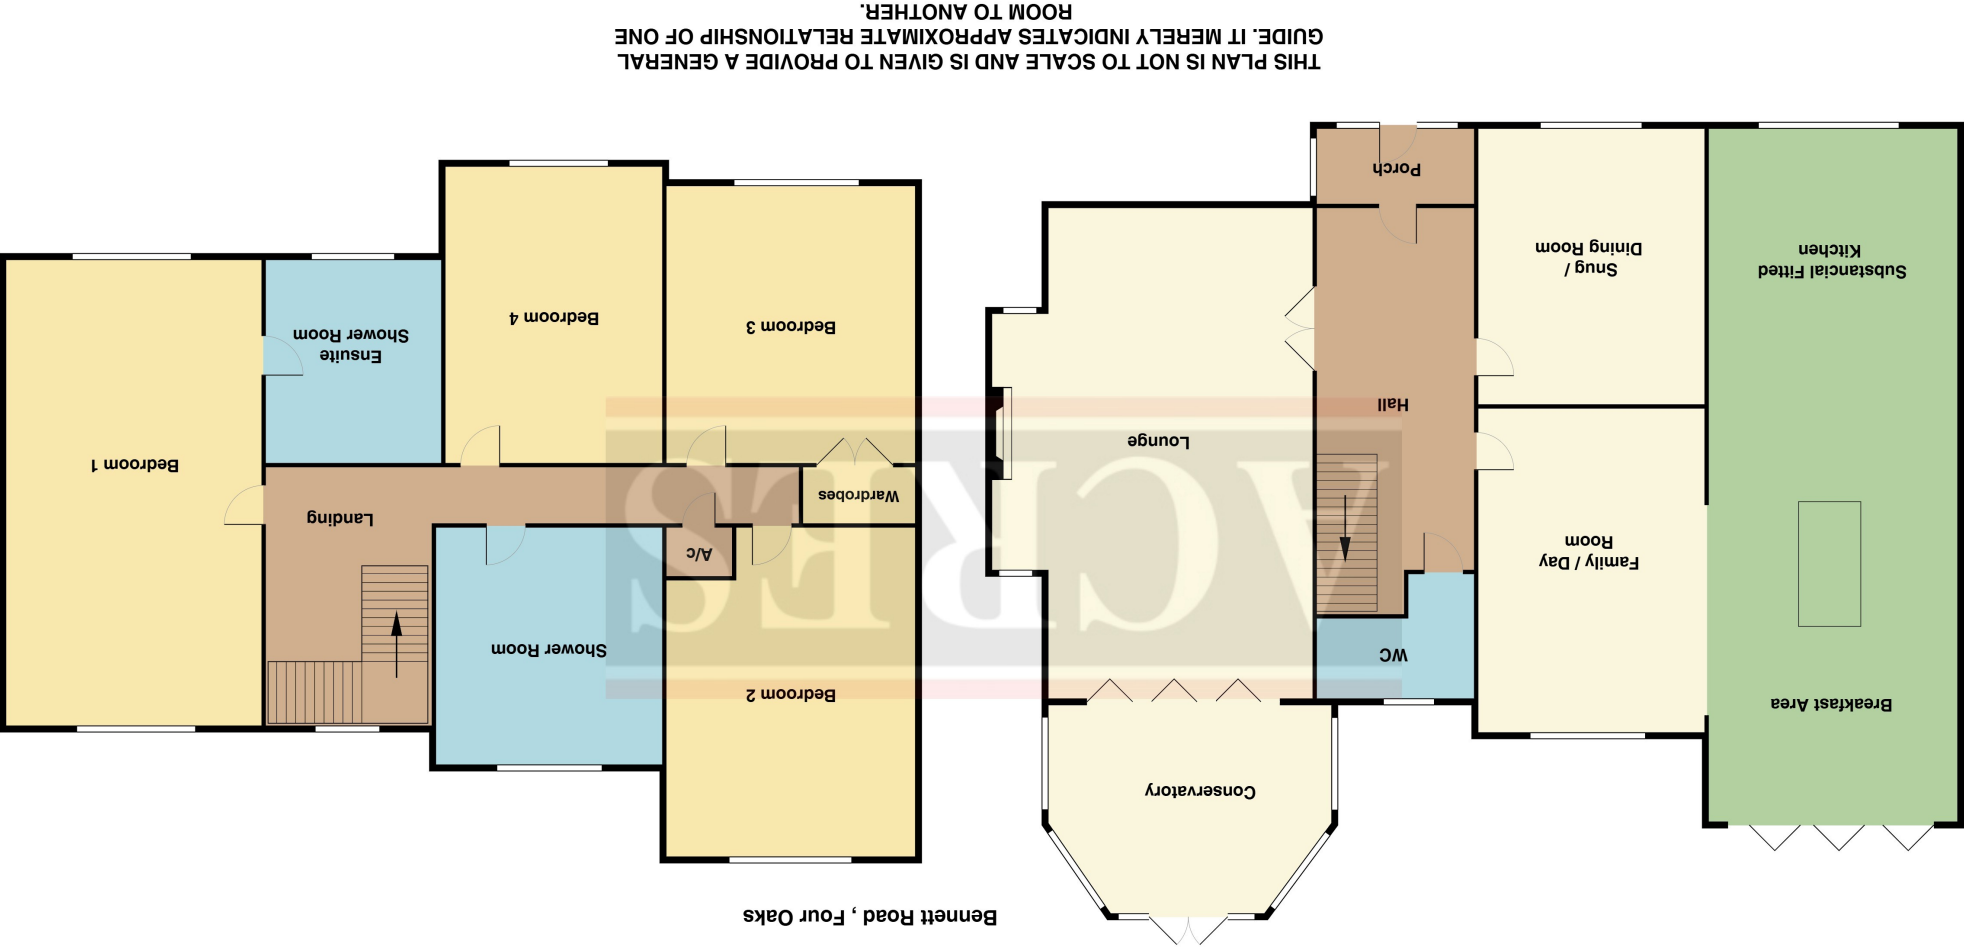 Bennett Road , Four Oaks
Conservatory
Breakfast Area
Family / Day
Room
WC
Lounge
Hall
Substancial Fitted
Kitchen
Snug /
Dining Room
Porch
Bedroom 2
Shower Room
A/c
Landing
Wardrobes
Bedroom 1
Bedroom 3
Bedroom 4
Ensuite
Shower Room
ACRES
THIS PLAN IS NOT TO SCALE AND IS GIVEN TO PROVIDE A GENERAL
GUIDE. IT MERELY INDICATES APPROXIMATE RELATIONSHIP OF ONE
ROOM TO ANOTHER.